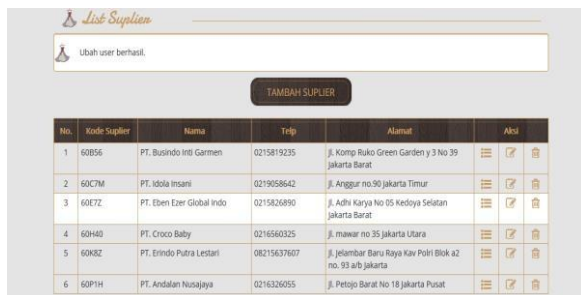 List Suplier
Ubah user berhasil.
TAMBAH SUPLIER
No. Kode Suplier Nama Telp Alamat Aksi
1 60B56 PT. Busindo Inti Garmen 0215819235 Jl. Komp Ruko Green Garden y 3 No 39
Jakarta Barat
2 60C7M PT. Idola Insani 0219058642 Jl. Anggur no.90 Jakarta Timur
3 60E7Z PT. Eben Ezer Global Indo 0215826890 Jl. Adhi Karya No 05 Kedoya Selatan
Jakarta Barat
4 60H40 PT. Croco Baby 0216560325 Jl. mawar no 35 Jakarta Utara
5 60K8Z PT. Erindo Putra Lestari 08215637607 Jl. Jelambar Baru Raya Kav Polri Blok a2
no. 93 a/b Jakarta
6 60P1H PT. Andalan Nusajaya 0216326055 Jl. Petojo Barat No 18 Jakarta Pusat